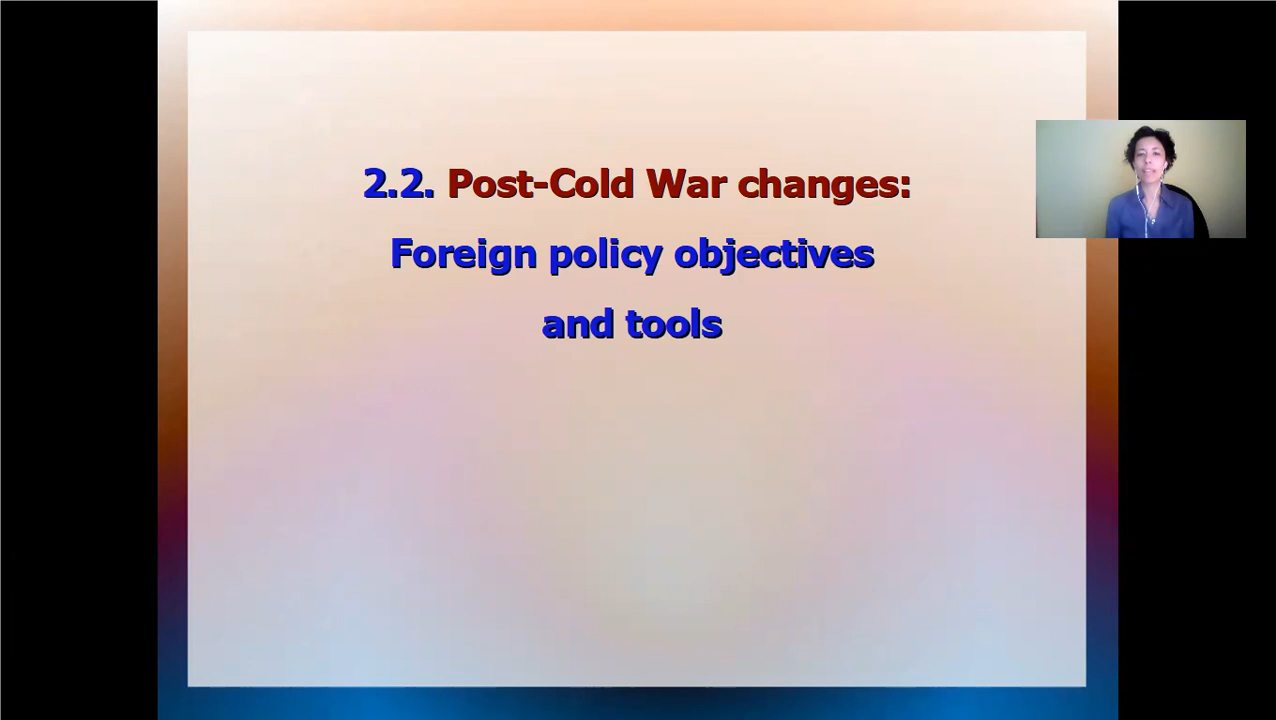 2.2. Post-Cold War changes:
Foreign policy objectives
and tools